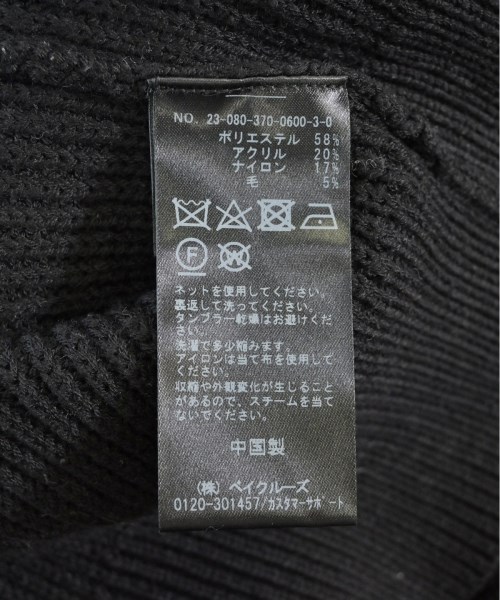 NO. 23-080-370-0600-3-0
ポリエステル 58%
アクリル 20%
ナイロン 17%
毛 5%
F W
ネットを使用してください。
裏返して洗ってください。
タンブラー乾燥はお避けくだ
さい。
洗濯で多少縮みます。
アイロンは当て布を使用して
ください。
収縮や外観変化が生じること
があるので、スチームを当て
ないでください。
中国製
(株) ベイクルーズ
0120-301457/カスタマーサポート